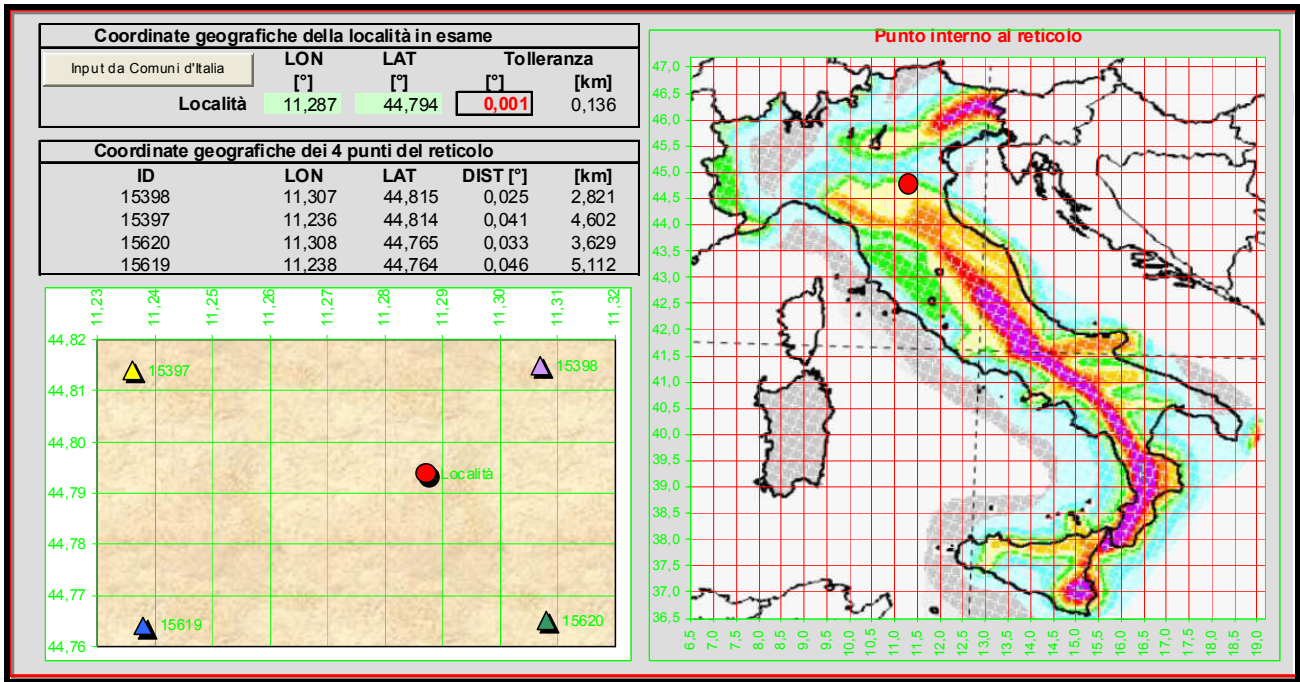 Coordinate geografiche della località in esame
Input da Comuni d'Italia
LON LAT Tolleranza
[°] [°] [°] [km]
Località 11,287 44,794 0,001 0,136
Coordinate geografiche dei 4 punti del reticolo
ID LON LAT DIST [°] [km]
15398 11,307 44,815 0,025 2,821
15397 11,236 44,814 0,041 4,602
15620 11,308 44,765 0,033 3,629
15619 11,238 44,764 0,046 5,112
11,23 11,24 11,25 11,26 11,27 11,28 11,29 11,30 11,31 11,32
44,82
15397 15398
44,81
44,80
Località
44,79
44,78
44,77
15619 15620
44,76
Punto interno al reticolo
47,0
46,5
46,0
45,5
45,0
44,5
44,0
43,5
43,0
42,5
42,0
41,5
41,0
40,5
40,0
39,5
39,0
38,5
38,0
37,5
37,0
36,5
6,5 7,0 7,5 8,0 8,5 9,0 9,5 10,0 10,5 11,0 11,5 12,0 12,5 13,0 13,5 14,0 14,5 15,0 15,5 16,0 16,5 17,0 17,5 18,0 18,5 19,0